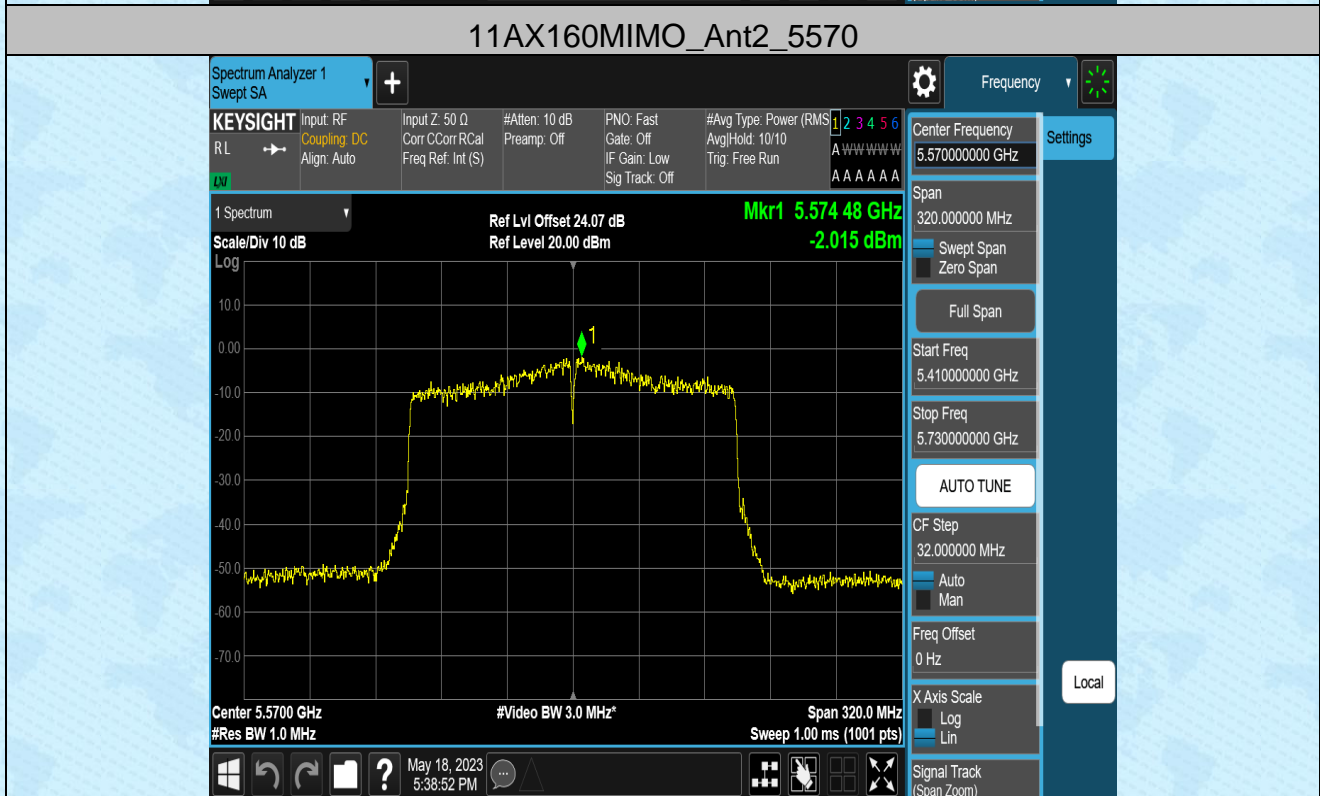 11AX160MIMO_Ant2_5570
Spectrum Analyzer 1
Swept SA
Frequency
KEYSIGHT
RL
LXI
Input: RF
Coupling: DC
Align: Auto
Input Z: 50 Ω
Corr CCorr RCal
Freq Ref: Int (S)
#Atten: 10 dB
Preamp: Off
PNO: Fast
Gate: Off
IF Gain: Low
Sig Track: Off
#Avg Type: Power (RMS
Avg|Hold: 10/10
Trig: Free Run
1 2 3 4 5 6
A W W W W W
A A A A A A
1 Spectrum
Scale/Div 10 dB
Log
Ref Lvl Offset 24.07 dB
Ref Level 20.00 dBm
Mkr1 5.574 48 GHz
-2.015 dBm
1
10.0
0.00
-10.0
-20.0
-30.0
-40.0
-50.0
-60.0
-70.0
Center 5.5700 GHz
#Res BW 1.0 MHz
#Video BW 3.0 MHz*
Span 320.0 MHz
Sweep 1.00 ms (1001 pts)
Center Frequency
5.570000000 GHz
Settings
Span
320.000000 MHz
Swept Span
Zero Span
Full Span
Start Freq
5.410000000 GHz
Stop Freq
5.730000000 GHz
AUTO TUNE
CF Step
32.000000 MHz
Auto
Man
Freq Offset
0 Hz
X Axis Scale
Log
Lin
Local
Signal Track
(Span Zoom)
?
May 18, 2023
5:38:52 PM